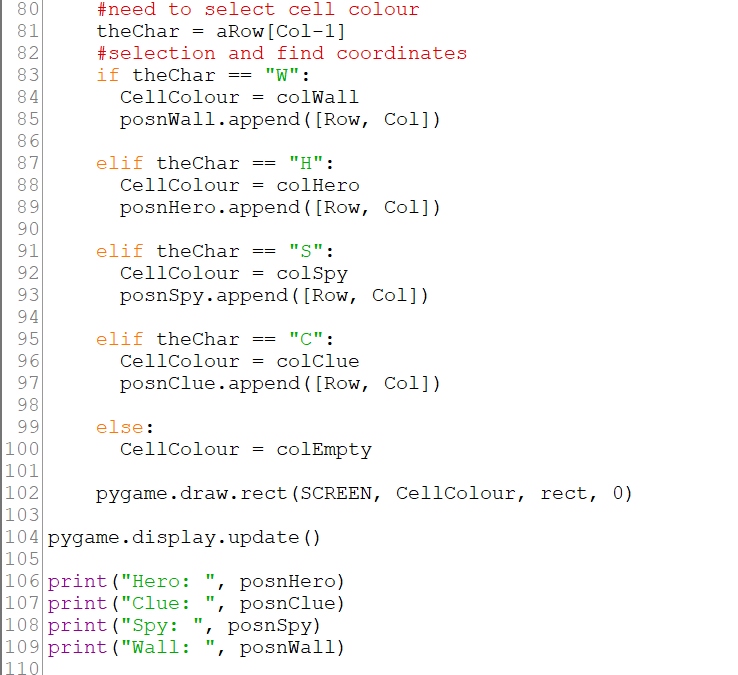 80 #need to select cell colour
81 theChar = aRow[Col-1]
82 #selection and find coordinates
83 if theChar == "W":
84 CellColour = colWall
85 posnWall.append([Row, Col])
86
87 elif theChar == "H":
88 CellColour = colHero
89 posnHero.append([Row, Col])
90
91 elif theChar == "S":
92 CellColour = colSpy
93 posnSpy.append([Row, Col])
94
95 elif theChar == "C":
96 CellColour = colClue
97 posnClue.append([Row, Col])
98
99 else:
100 CellColour = colEmpty
101
102 pygame.draw.rect(SCREEN, CellColour, rect, 0)
103
104 pygame.display.update()
105
106 print("Hero: ", posnHero)
107 print("Clue: ", posnClue)
108 print("Spy: ", posnSpy)
109 print("Wall: ", posnWall)
110